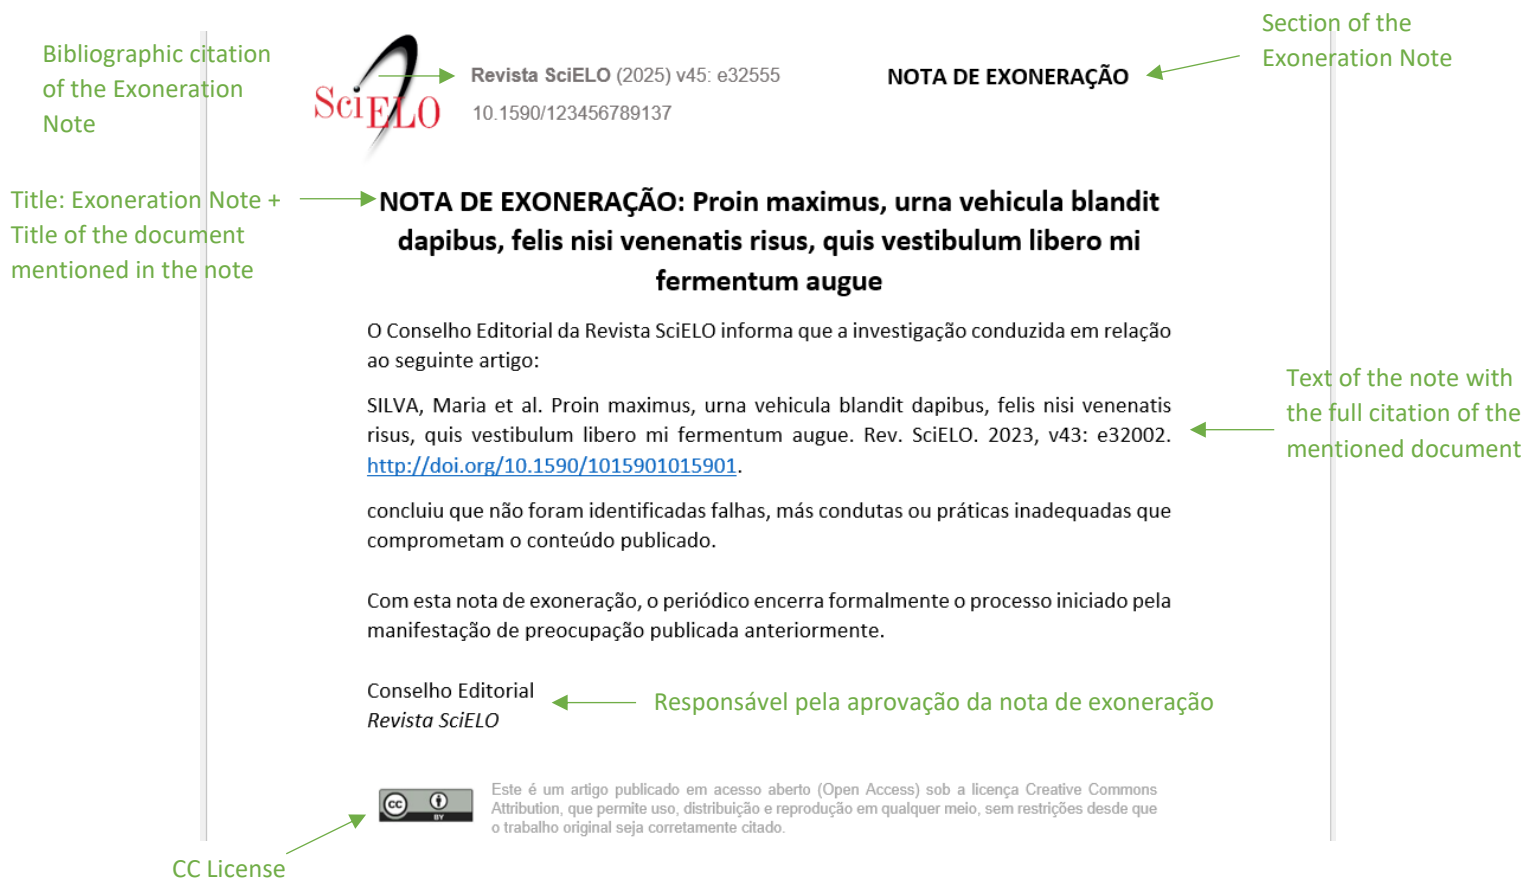 Section of the
Exoneration Note
Bibliographic citation
of the Exoneration
Note
SciELO
Revista SciELO (2025) v45: e32555
10.1590/123456789137
NOTA DE EXONERAÇÃO
Title: Exoneration Note +
Title of the document
mentioned in the note
NOTA DE EXONERAÇÃO: Proin maximus, urna vehicula blandit
dapibus, felis nisi venenatis risus, quis vestibulum libero mi
fermentum augue
O Conselho Editorial da Revista SciELO informa que a investigação conduzida em relação
ao seguinte artigo:
SILVA, Maria et al. Proin maximus, urna vehicula blandit dapibus, felis nisi venenatis
risus, quis vestibulum libero mi fermentum augue. Rev. SciELO. 2023, v43: e32002.
http://doi.org/10.1590/1015901015901.
Text of the note with
the full citation of the
mentioned document
concluiu que não foram identificadas falhas, más condutas ou práticas inadequadas que
comprometam o conteúdo publicado.
Com esta nota de exoneração, o periódico encerra formalmente o processo iniciado pela
manifestação de preocupação publicada anteriormente.
Conselho Editorial
Revista SciELO
Responsável pela aprovação da nota de exoneração
cc BY
Este é um artigo publicado em acesso aberto (Open Access) sob a licença Creative Commons
Attribution, que permite uso, distribuição e reprodução em qualquer meio, sem restrições desde que
o trabalho original seja corretamente citado.
CC License